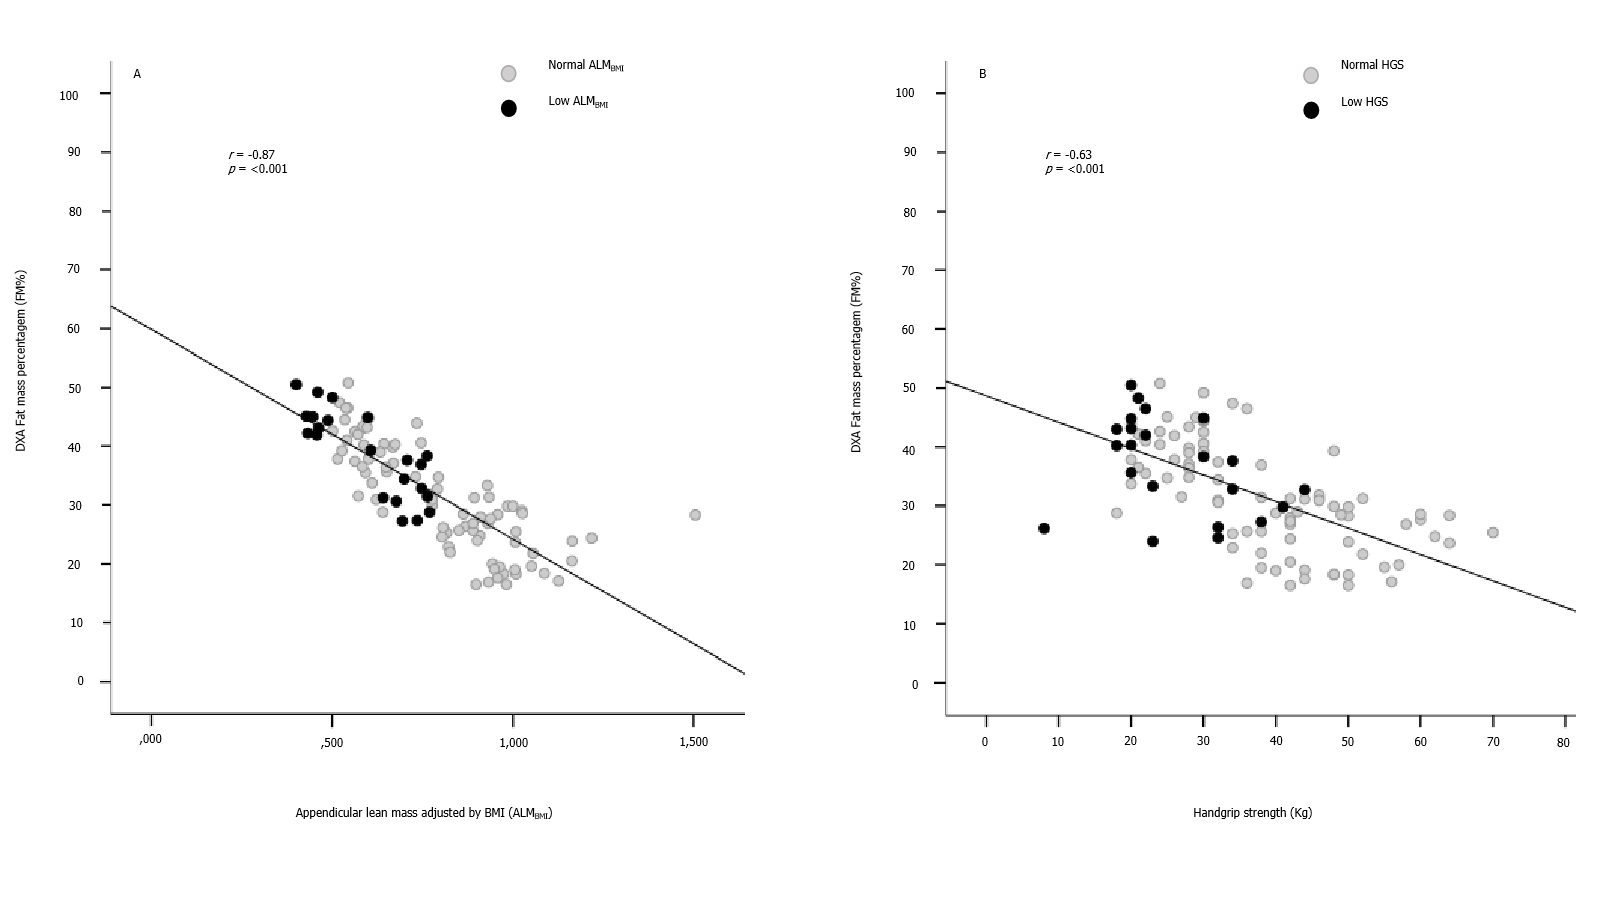 A
Normal ALMBMI
Low ALMBMI
r = -0.87
p = <0.001
100
90
80
70
60
50
40
30
20
10
0
DXA Fat mass percentagem (FM%)
,000
,500
1,000
1,500
Appendicular lean mass adjusted by BMI (ALMBMI)
B
Normal HGS
Low HGS
r = -0.63
p = <0.001
100
90
80
70
60
50
40
30
20
10
0
DXA Fat mass percentagem (FM%)
0
10
20
30
40
50
60
70
80
Handgrip strength (Kg)